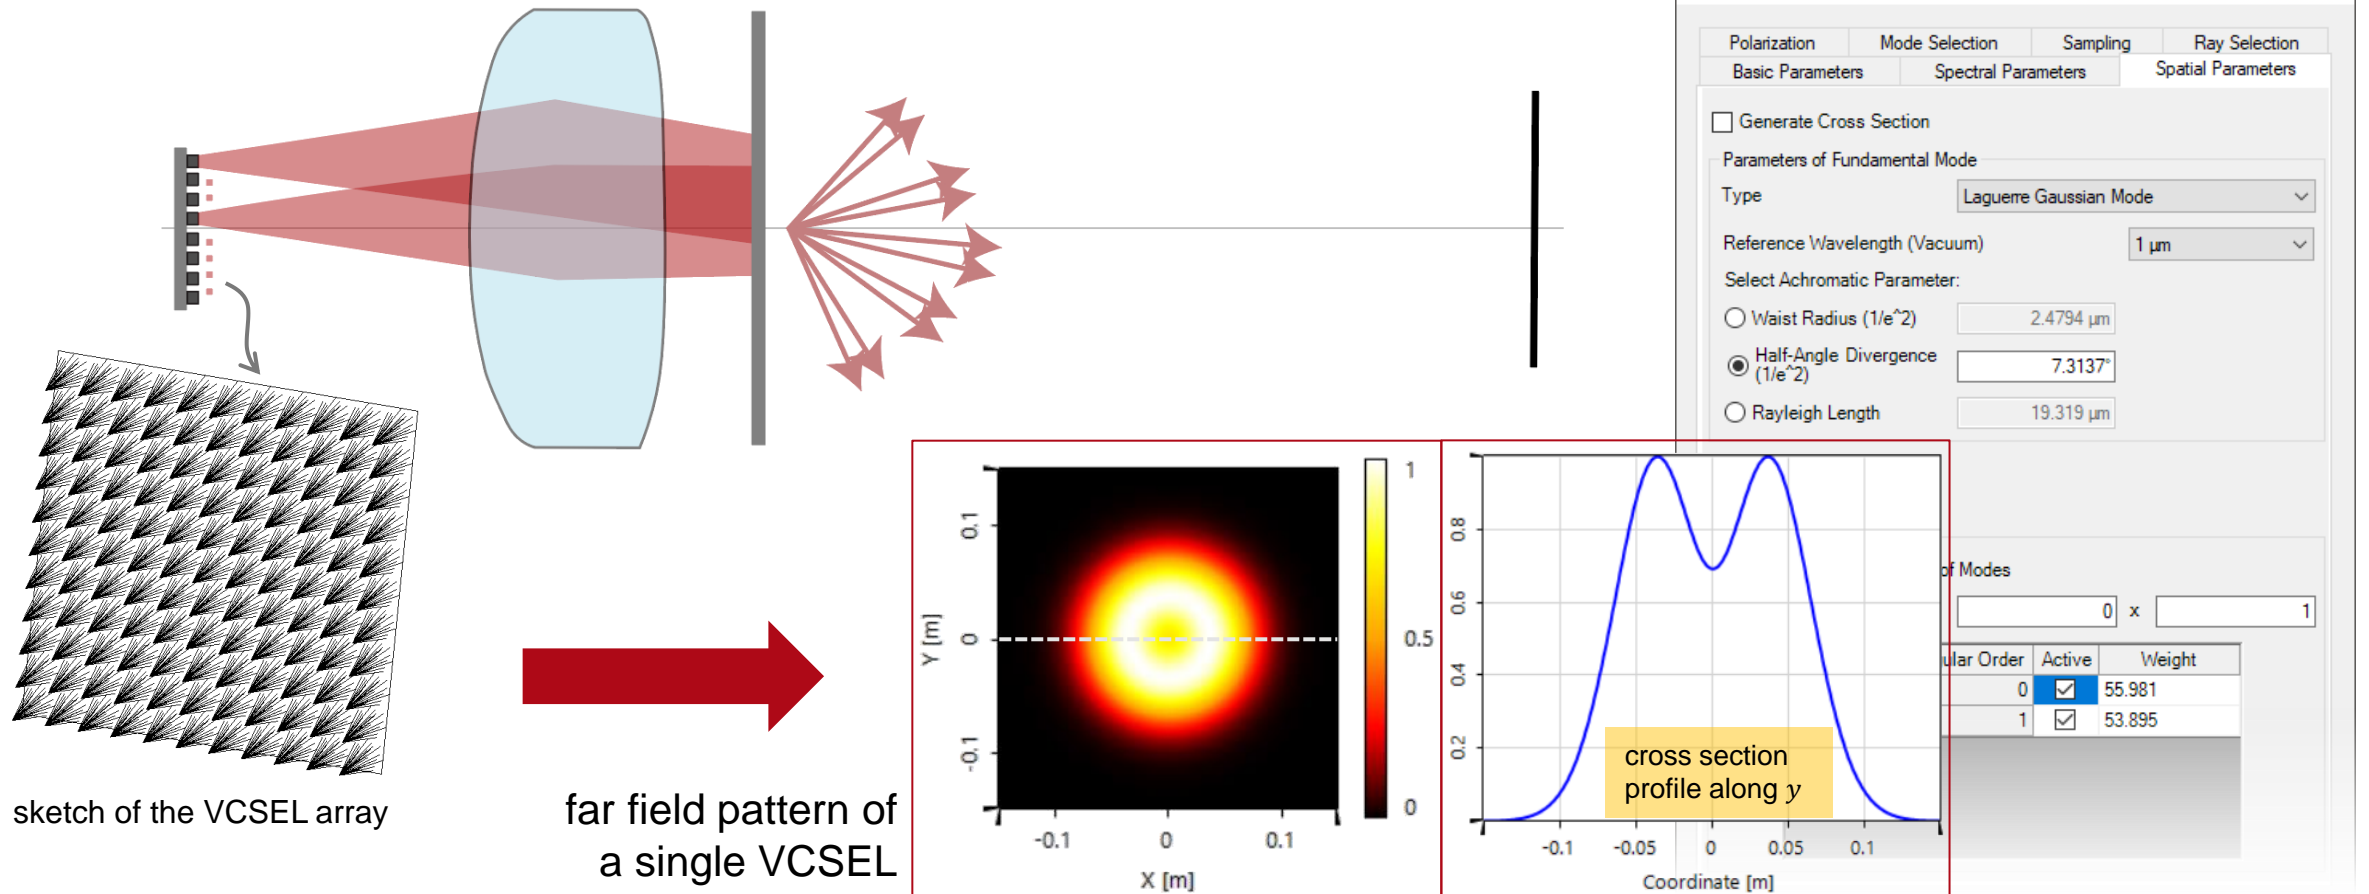 Polarization Mode Selection Sampling Ray Selection
Basic Parameters Spectral Parameters Spatial Parameters
Generate Cross Section
Parameters of Fundamental Mode
Type Laguerre Gaussian Mode
Reference Wavelength (Vacuum) 1 µm
Select Achromatic Parameter:
Waist Radius (1/e^2) 2.4794 µm
Half-Angle Divergence
(1/e^2) 7.3137°
Rayleigh Length 19.319 µm
of Modes
0 x 1
ular Order Active Weight
0 55.981
1 53.895
sketch of the VCSEL array
far field pattern of
a single VCSEL
Y [m]
0.1
0
-0.1
-0.1 0 0.1
X [m]
1
0.5
0
0.8
0.6
0.4
0.2
cross section
profile along y
-0.1 -0.05 0 0.05 0.1
Coordinate [m]